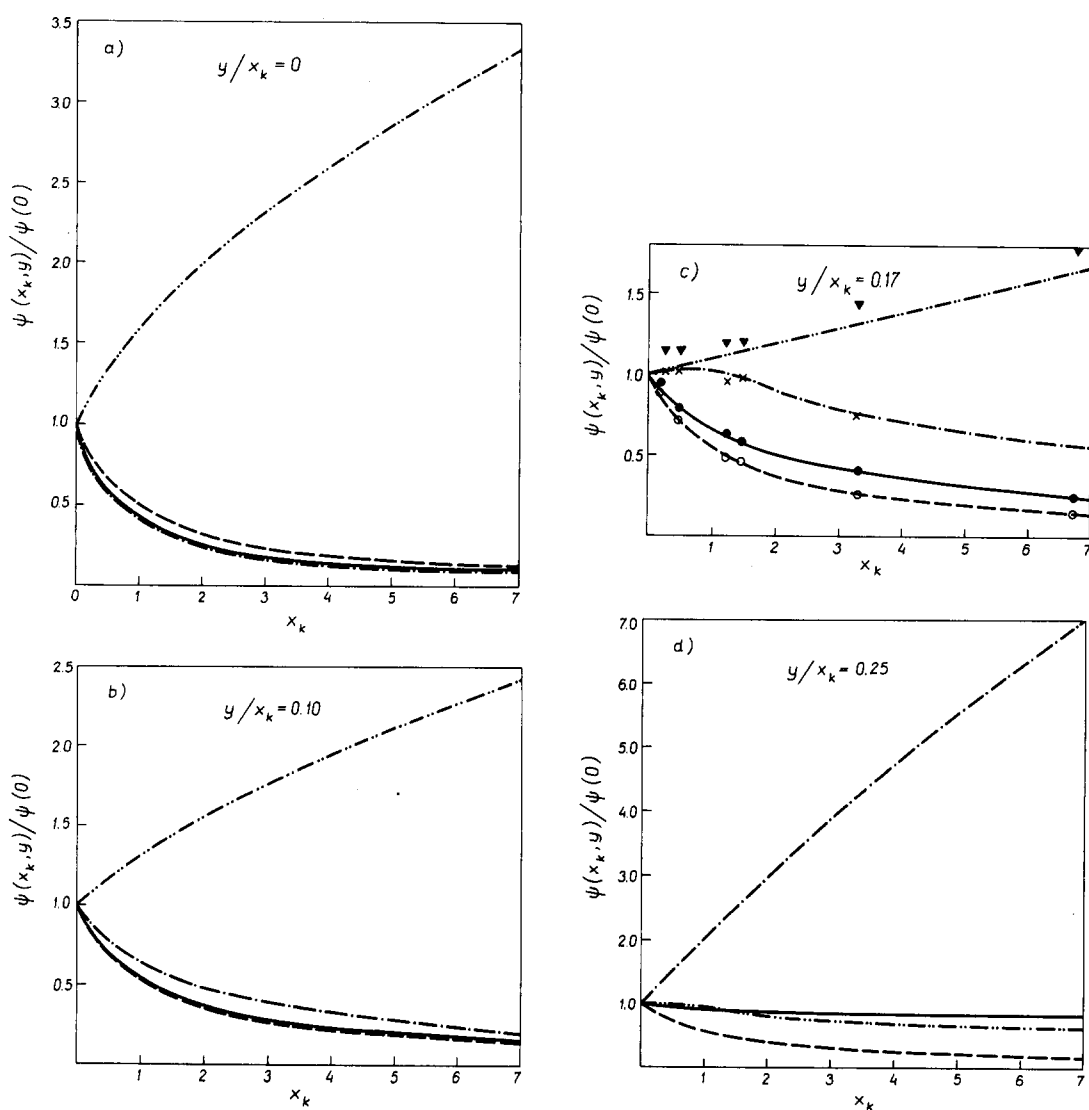 a)
y/x_k = 0
ψ(x_k,y)/ψ(0)
3.5
3.0
2.5
2.0
1.5
1.0
0.5
0 1 2 3 4 5 6 7
x_k
b)
y/x_k = 0.10
ψ(x_k,y)/ψ(0)
2.5
2.0
1.5
1.0
0.5
1 2 3 4 5 6 7
x_k
c)
y/x_k = 0.17
ψ(x_k,y)/ψ(0)
1.5
1.0
0.5
1 2 3 4 5 6 7
x_k
d)
y/x_k = 0.25
ψ(x_k,y)/ψ(0)
7.0
6.0
5.0
4.0
3.0
2.0
1.0
1 2 3 4 5 6 7
x_k